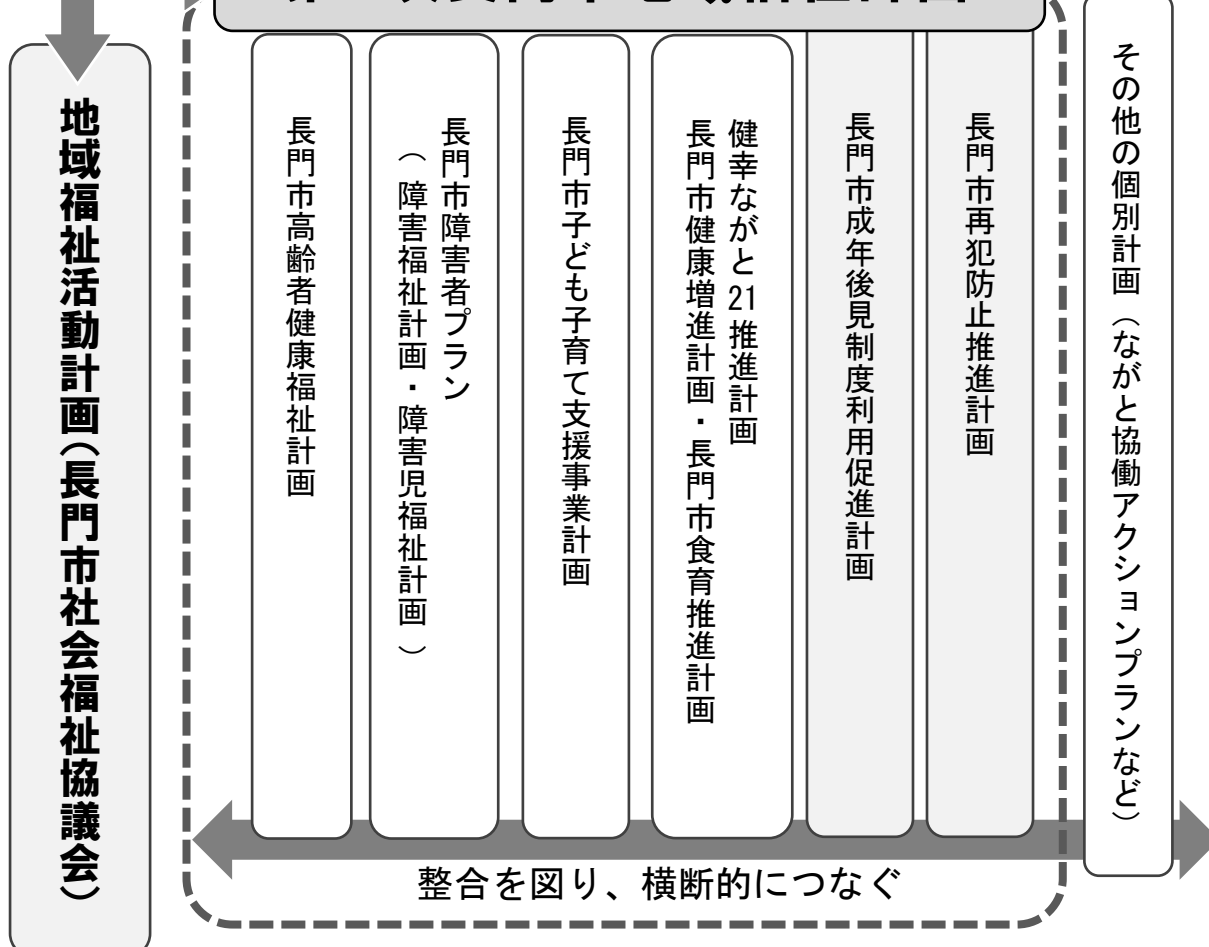 地域福祉活動計画（長門市社会福祉協議会）
長門市高齢者健康福祉計画
長門市障害者プラン
（障害福祉計画・障害児福祉計画）
長門市子ども子育て支援事業計画
健幸ながと21推進計画
長門市健康増進計画・長門市食育推進計画
長門市成年後見制度利用促進計画
長門市再犯防止推進計画
その他の個別計画（ながと協働アクションプランなど）
整合を図り、横断的につなぐ